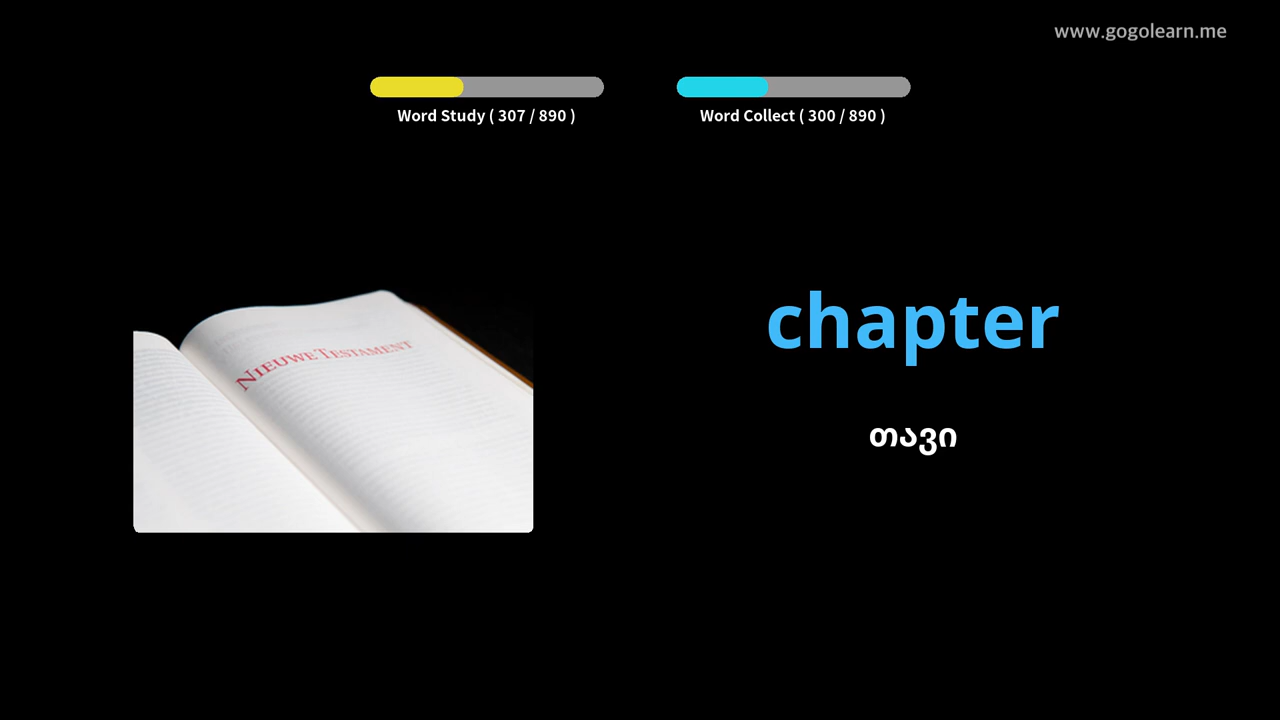 www.gogolearn.me
Word Study ( 307 / 890 )
Word Collect ( 300 / 890 )
NIEUWE TESTAMENT
chapter
თავი